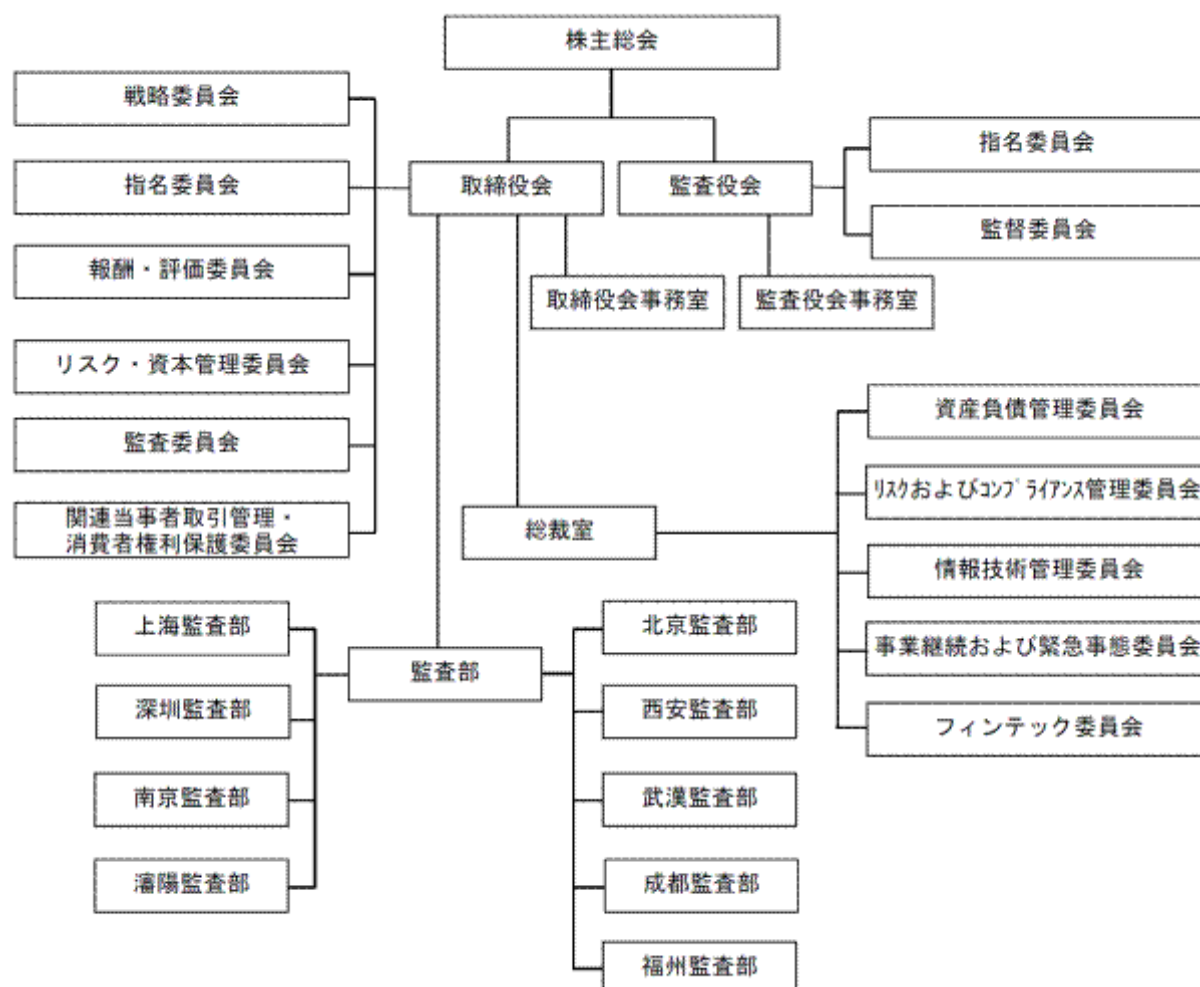 株主総会
戦略委員会
指名委員会
報酬・評価委員会
リスク・資本管理委員会
監査委員会
関連当事者取引管理・
消費者権利保護委員会
取締役会
監査役会
指名委員会
監督委員会
取締役会事務室
監査役会事務室
総裁室
資産負債管理委員会
ﾘｽｸおよびｺﾝﾌﾟﾗｲｱﾝｽ管理委員会
情報技術管理委員会
事業継続および緊急事態委員会
フィンテック委員会
監査部
上海監査部
深圳監査部
南京監査部
瀋陽監査部
北京監査部
西安監査部
武漢監査部
成都監査部
福州監査部